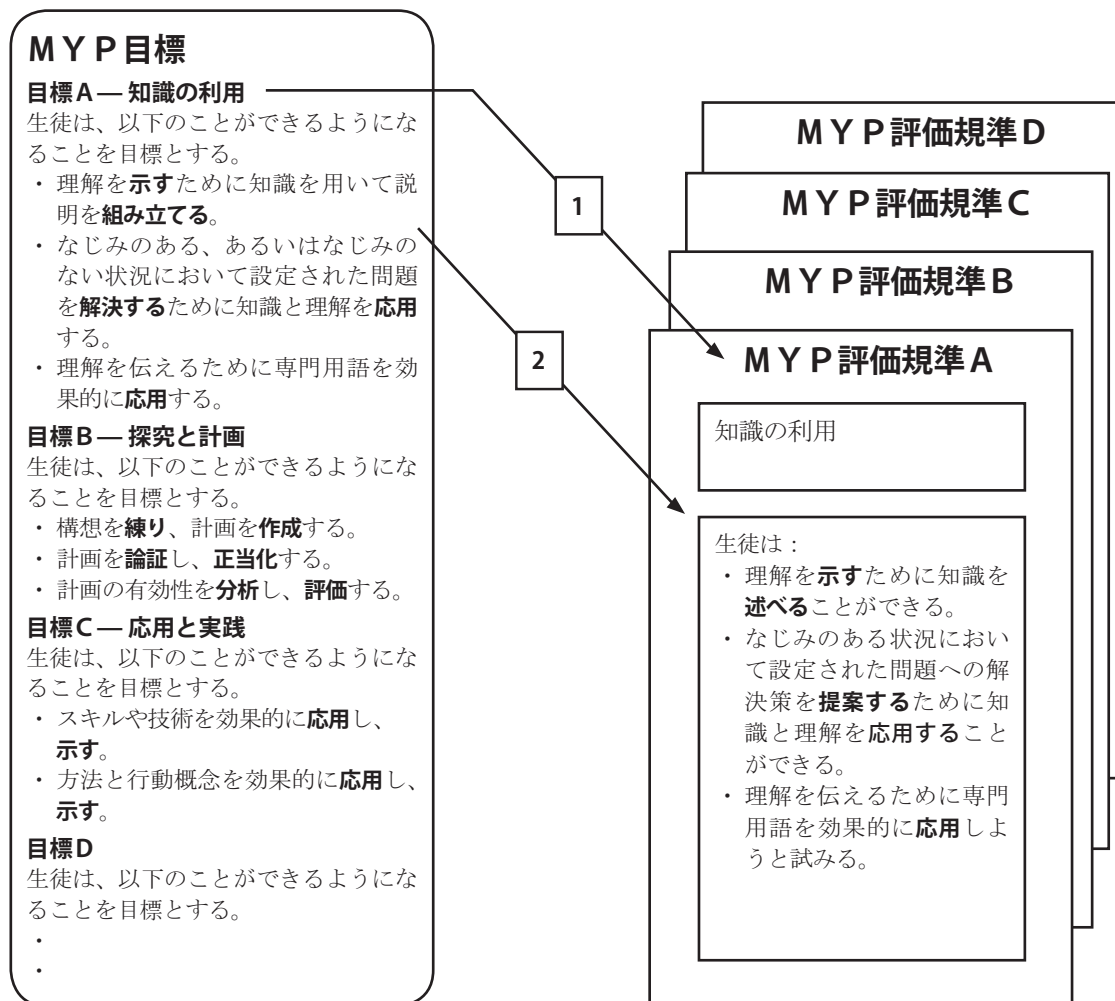 ＭＹＰ目標
目標Ａ— 知識の利用
生徒は、以下のことができるようにな
ることを目標とする。
・ 理解を示すために知識を用いて説
明を組み立てる。
・ なじみのある、あるいはなじみの
ない状況において設定された問題
を解決するために知識と理解を応用
する。
・ 理解を伝えるために専門用語を効
果的に応用する。
目標Ｂ— 探究と計画
生徒は、以下のことができるようにな
ることを目標とする。
・ 構想を練り、計画を作成する。
・ 計画を論証し、正当化する。
・ 計画の有効性を分析し、評価する。
目標Ｃ— 応用と実践
生徒は、以下のことができるようにな
ることを目標とする。
・ スキルや技術を効果的に応用し、
示す。
・ 方法と行動概念を効果的に応用し、
示す。
目標Ｄ
生徒は、以下のことができるようにな
ることを目標とする。
・
・
1
2
ＭＹＰ評価規準Ｄ
ＭＹＰ評価規準Ｃ
ＭＹＰ評価規準Ｂ
ＭＹＰ評価規準Ａ
知識の利用
生徒は：
・ 理解を示すために知識を
述べることができる。
・ なじみのある状況におい
て設定された問題への解
決策を提案するために知
識と理解を応用すること
ができる。
・ 理解を伝えるために専門
用語を効果的に応用しよ
うと試みる。